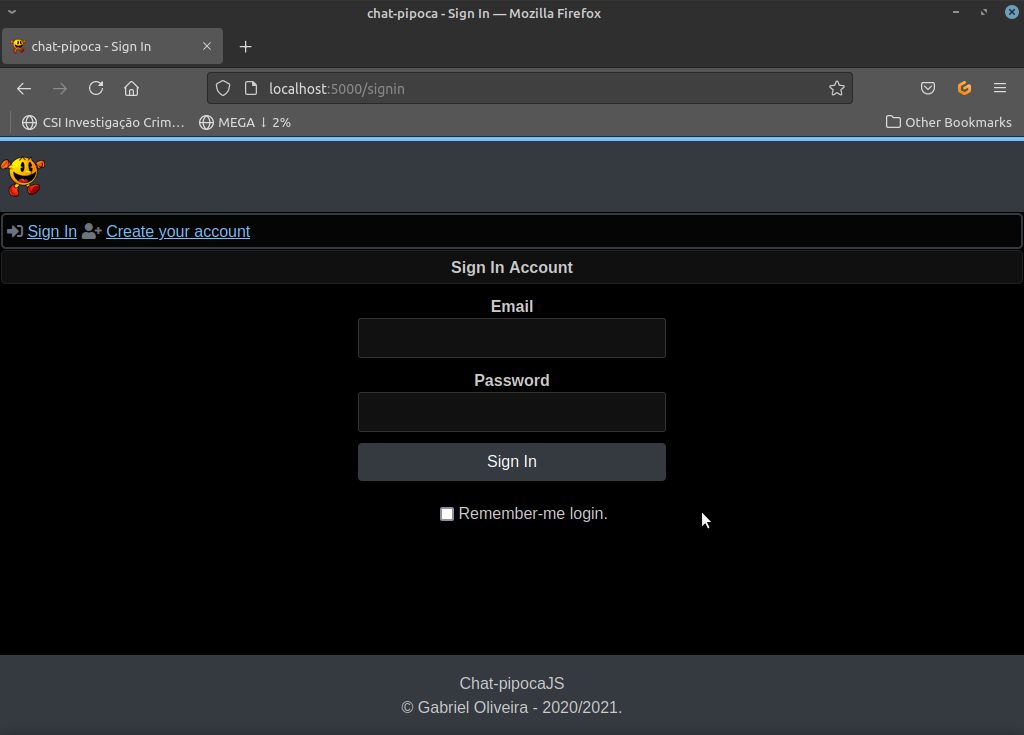 chat-pipoca - Sign In — Mozilla Firefox
chat-pipoca - Sign In
localhost:5000/signin
CSI Investigação Crim… MEGA ↓ 2% Other Bookmarks
Sign In Create your account
Sign In Account
Email
Password
Sign In
Remember-me login.
Chat-pipocaJS
© Gabriel Oliveira - 2020/2021.